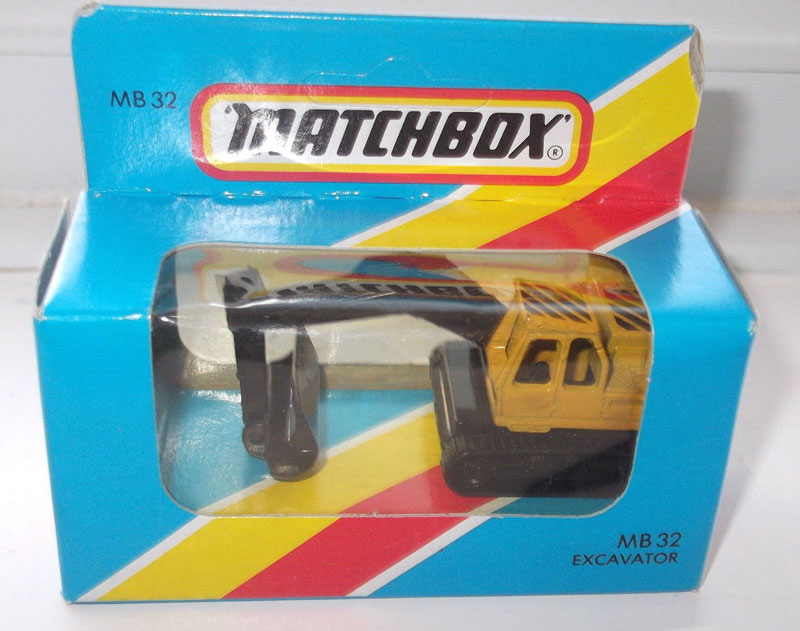 MB 32
'MATCHBOX'
®
MB 32
EXCAVATOR